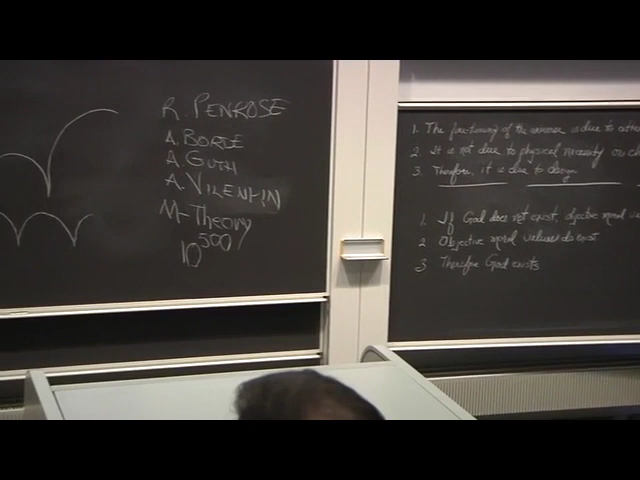 R. PENROSE
A. BORDE
A. GUTH
A. VILENKIN
M-THEORY
10^500
1. The fine-tuning of the universe is due to
2. It is not due to physical necessity or
3. Therefore, it is due to design
1. If God does not exist, objective moral
2 Objective moral values do exist
3 Therefore God exists